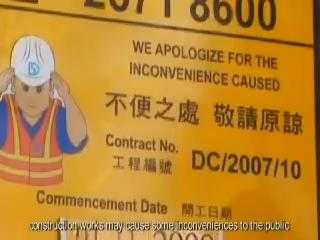 8600
WE APOLOGIZE FOR THE
INCONVENIENCE CAUSED
不便之處 敬請原諒
Contract No.
工程編號 DC/2007/10
Commencement Date 開工日期
construction works may cause some inconveniences to the public